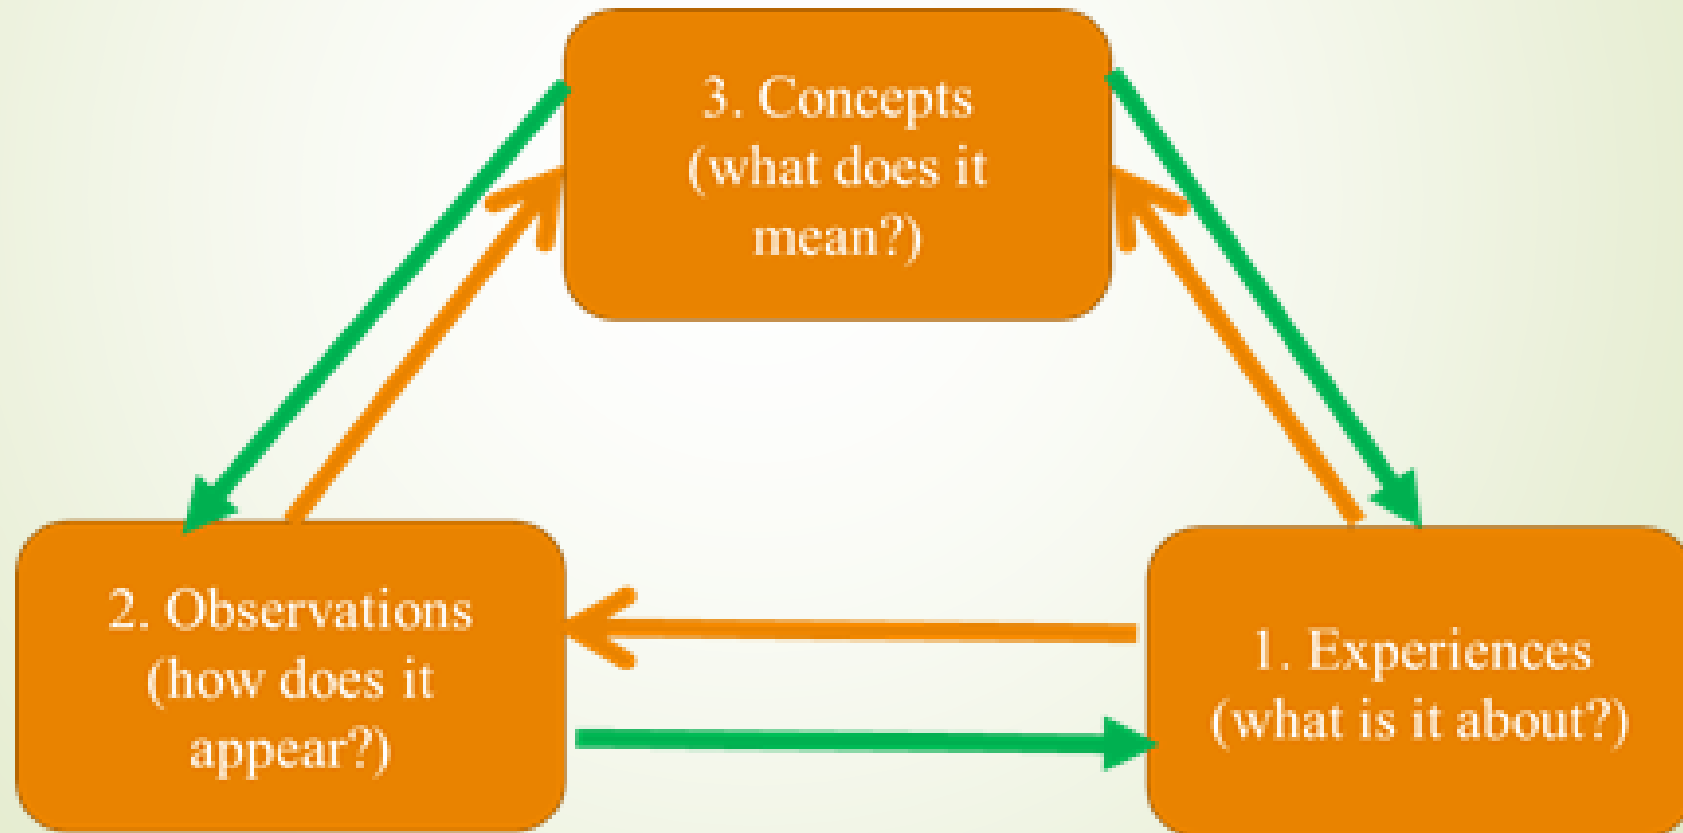 3. Concepts
(what does it
mean?)
2. Observations
(how does it
appear?)
1. Experiences
(what is it about?)